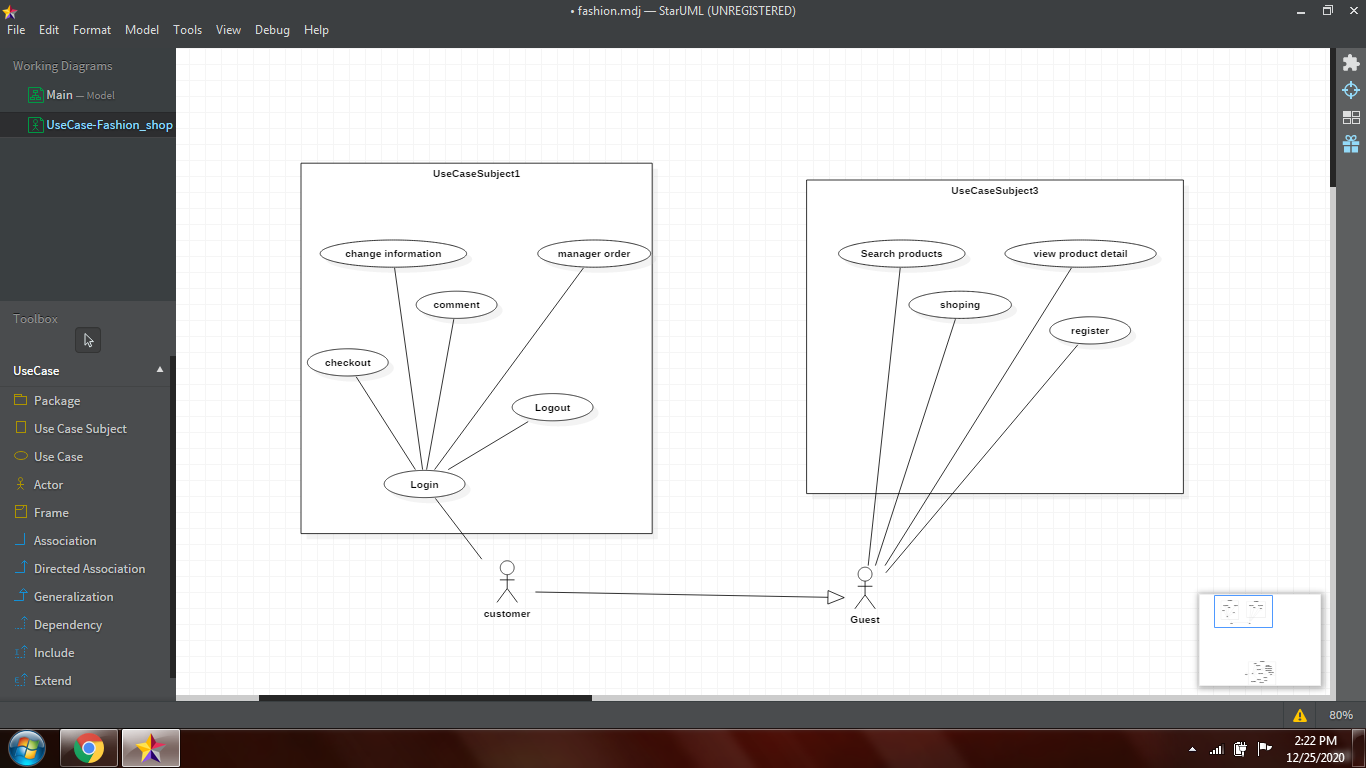 • fashion.mdj — StarUML (UNREGISTERED)
File Edit Format Model Tools View Debug Help
Working Diagrams
Main — Model
UseCase-Fashion_shop
Toolbox
UseCase
Package
Use Case Subject
Use Case
Actor
Frame
Association
Directed Association
Generalization
Dependency
Include
Extend
UseCaseSubject1
change information
manager order
comment
checkout
Logout
Login
customer
UseCaseSubject3
Search products
view product detail
shoping
register
Guest
80%
2:22 PM
12/25/2020